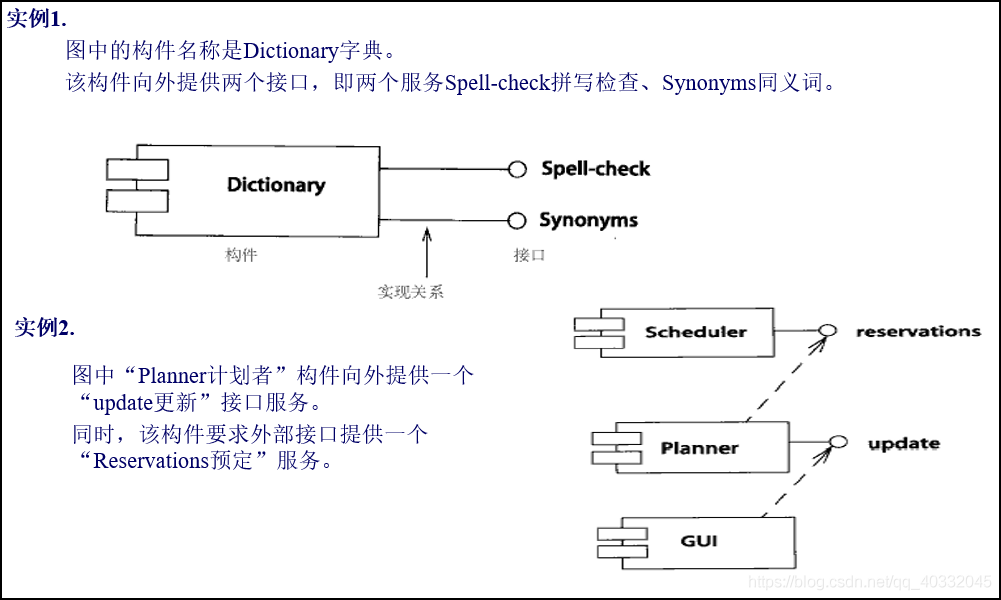 实例1.
图中的构件名称是Dictionary字典。
该构件向外提供两个接口，即两个服务Spell-check拼写检查、Synonyms同义词。
Dictionary
Spell-check
Synonyms
构件
接口
实现关系
实例2.
图中“Planner计划者”构件向外提供一个
“update更新”接口服务。
同时，该构件要求外部接口提供一个
“Reservations预定”服务。
Scheduler
reservations
Planner
update
GUI
https://blog.csdn.net/qq_40332045